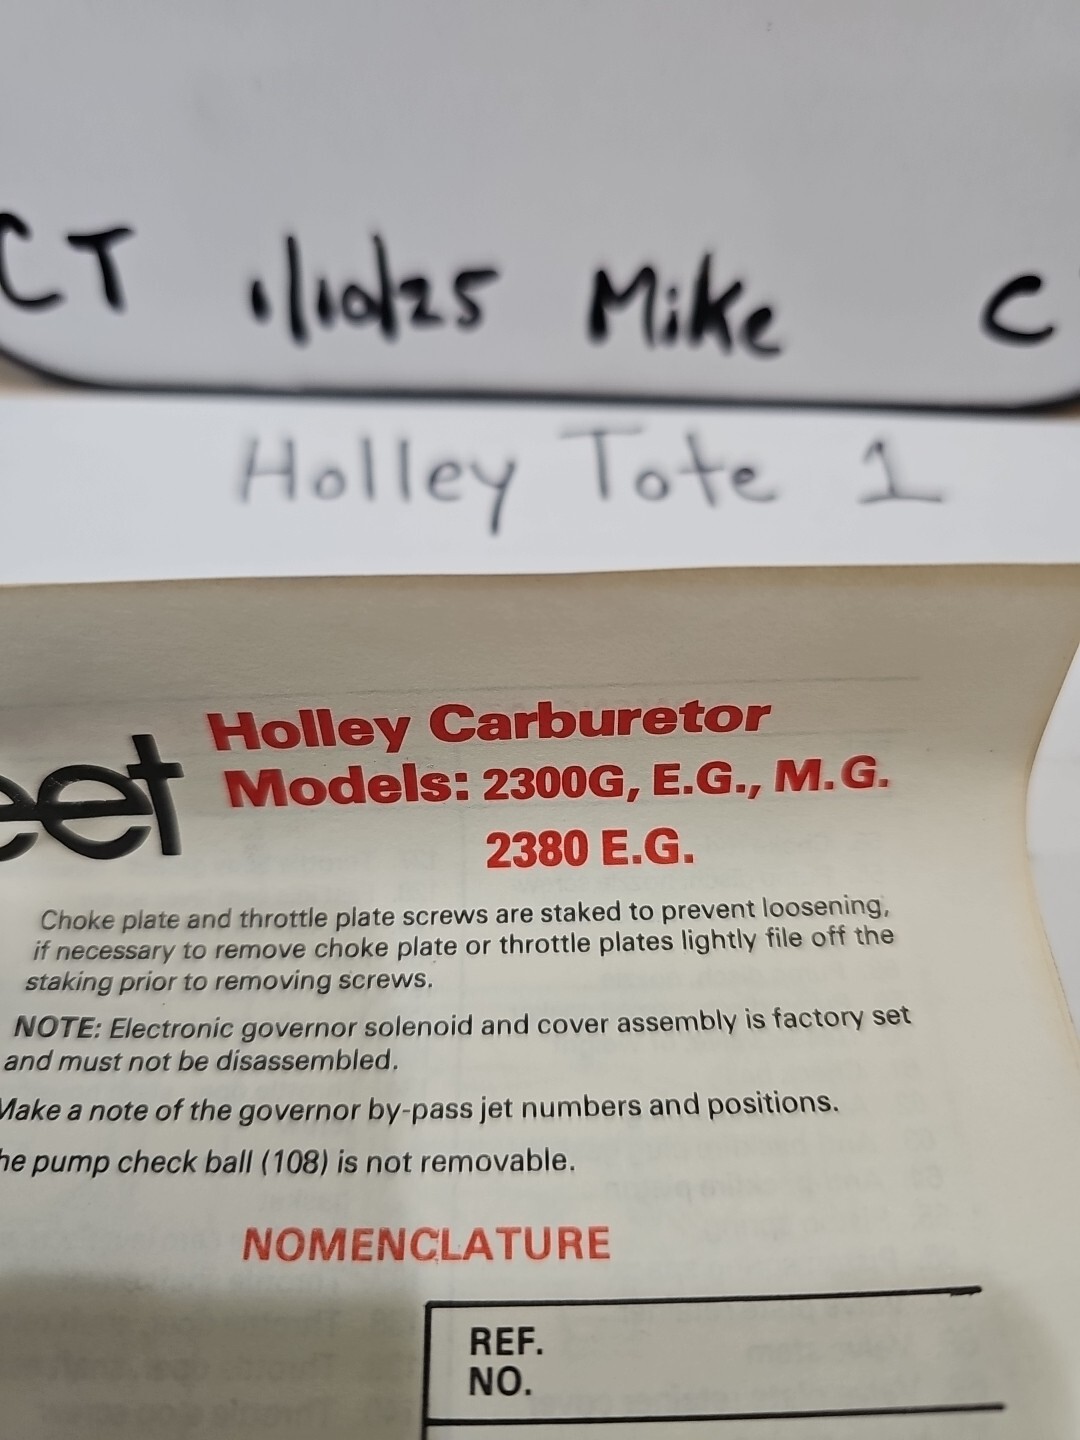 CT 1/10/25 Mike C
Holley Tote 1
Holley Carburetor
Models: 2300G, E.G., M.G.
2380 E.G.
eet
Choke plate and throttle plate screws are staked to prevent loosening,
if necessary to remove choke plate or throttle plates lightly file off the
staking prior to removing screws.
NOTE: Electronic governor solenoid and cover assembly is factory set
and must not be disassembled.
Make a note of the governor by-pass jet numbers and positions.
he pump check ball (108) is not removable.
NOMENCLATURE
REF.
NO.